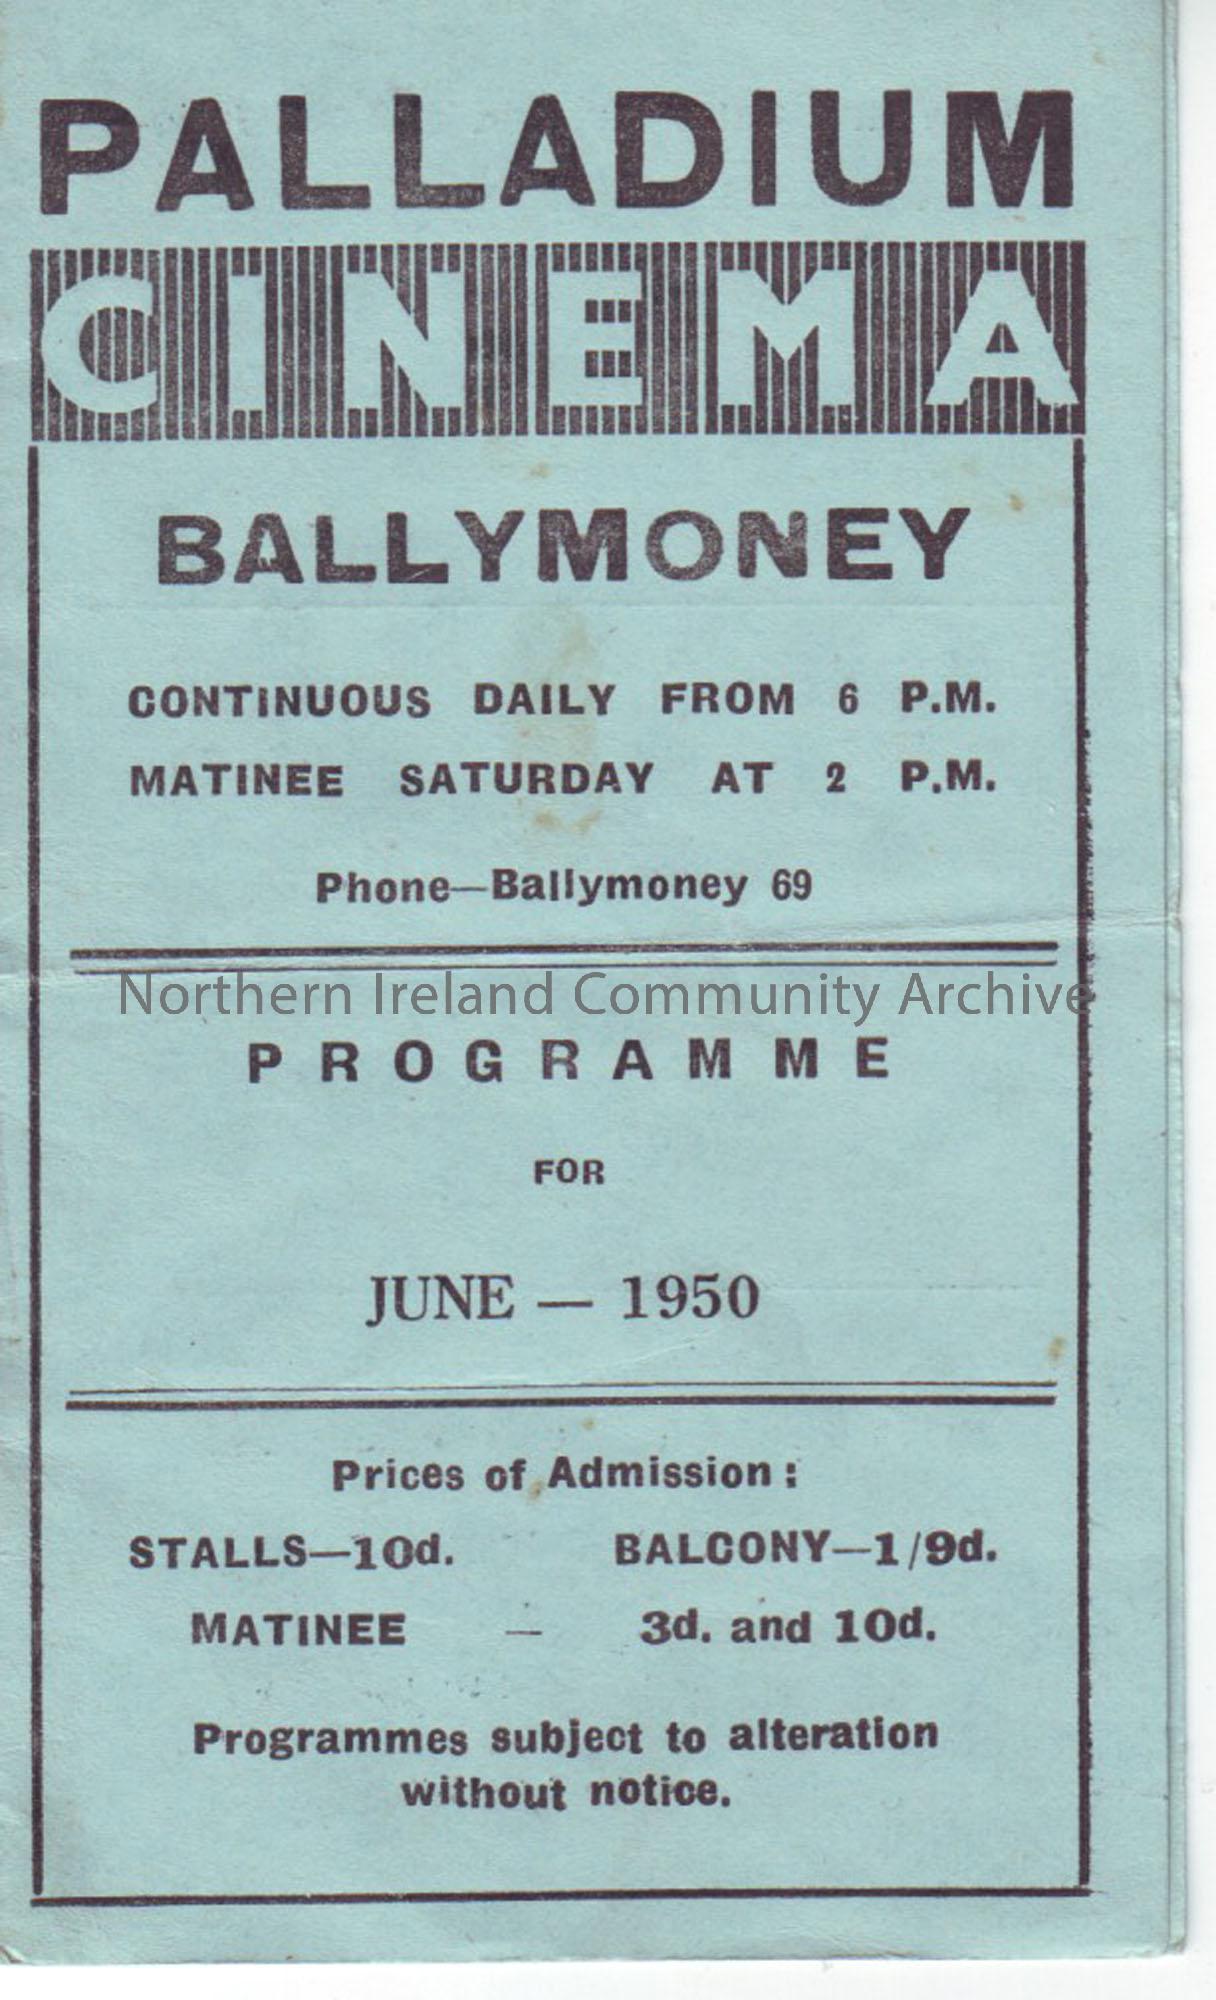 PALLADIUM
CINEMA
BALLYMONEY
CONTINUOUS DAILY FROM 6 P.M.
MATINEE SATURDAY AT 2 P.M.
Phone—Ballymoney 69
Northern Ireland Community Archive
PROGRAMME
FOR
JUNE — 1950
Prices of Admission :
STALLS—10d. BALCONY—1/9d.
MATINEE — 3d. and 10d.
Programmes subject to alteration
without notice.